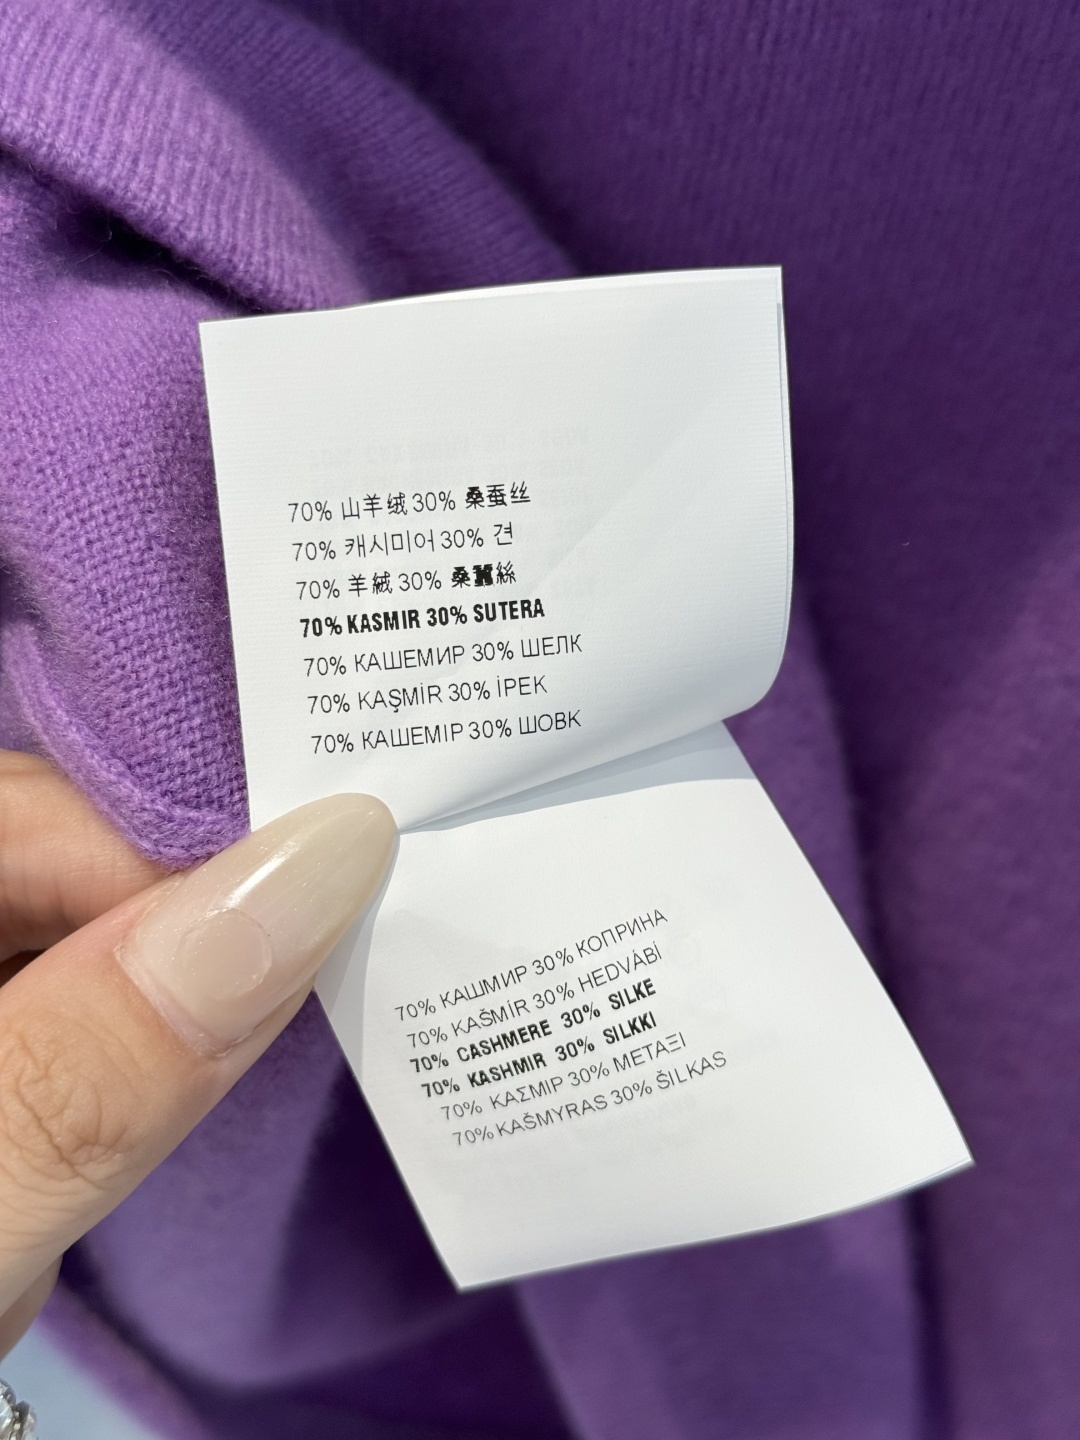 70% 山羊绒 30% 桑蚕丝
70% 캐시미어 30% 견
70% 羊絨 30% 桑蠶絲
70% KASMIR 30% SUTERA
70% КАШЕМИР 30% ШЕЛК
70% KAŞMİR 30% İPEK
70% КАШЕМІР 30% ШОВК
70% КАШМИР 30% КОПРИНА
70% KAŠMÍR 30% HEDVÁBÍ
70% CASHMERE 30% SILKE
70% KASHMIR 30% SILKKI
70% ΚΑΣΜΙΡ 30% ΜΕΤΑΞΙ
70% KAŠMYRAS 30% ŠILKAS